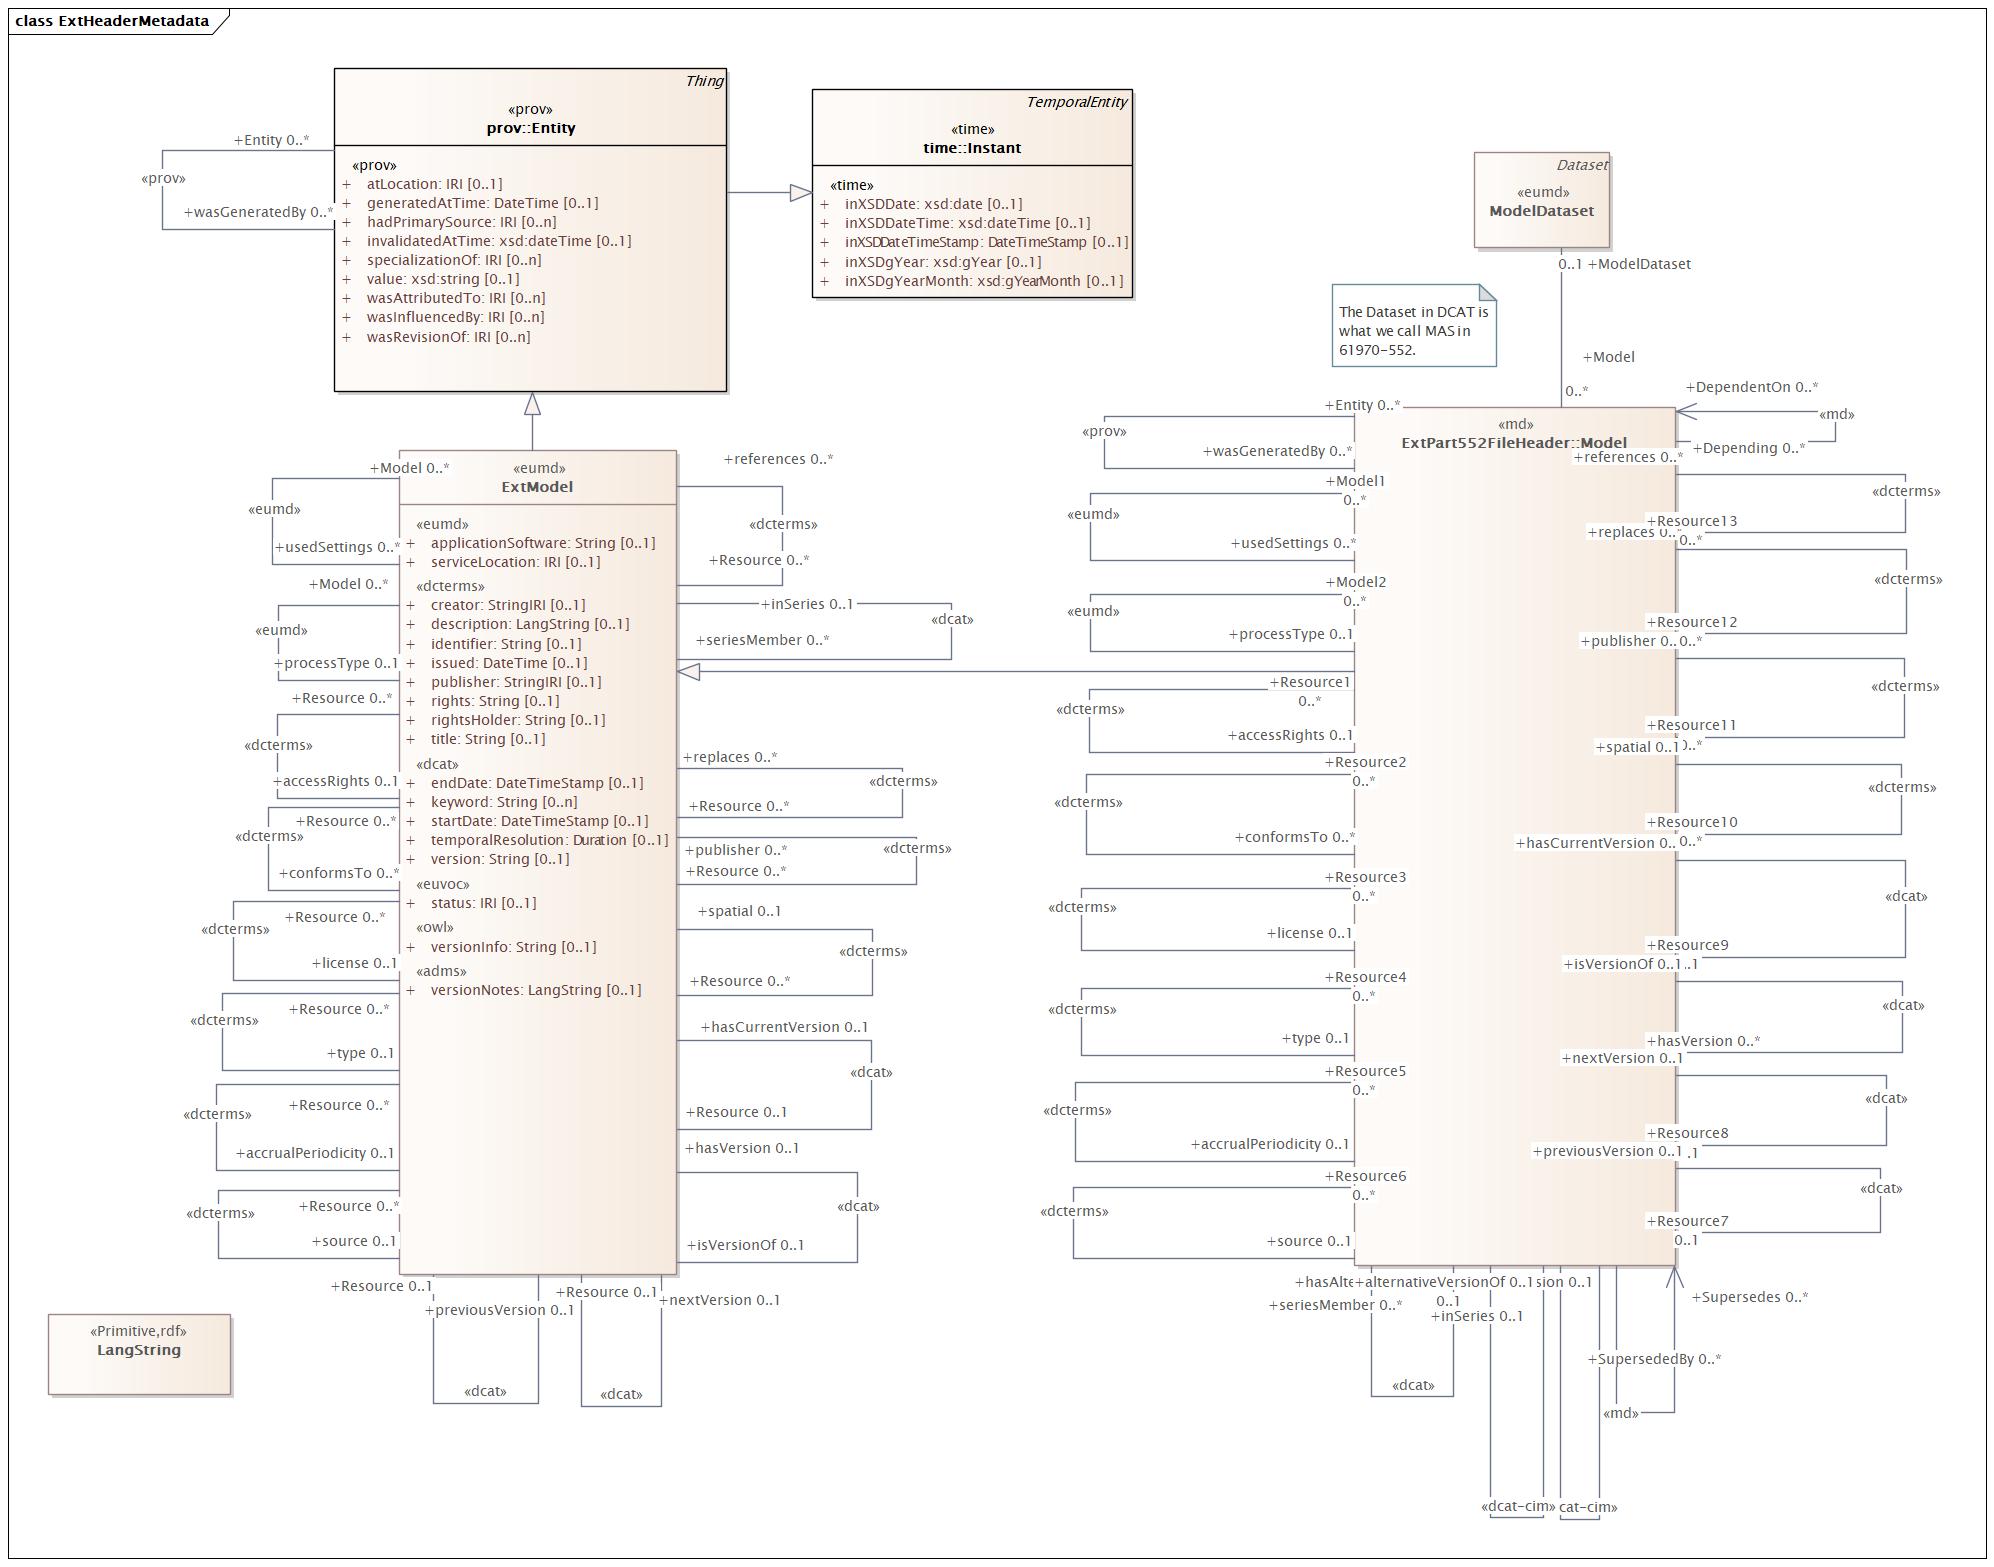 class ExtHeaderMetadata
Thing
«prov»
prov::Entity
«prov»
+ atLocation: IRI [0..1]
+ generatedAtTime: DateTime [0..1]
+ hadPrimarySource: IRI [0..n]
+ invalidatedAtTime: xsd:dateTime [0..1]
+ specializationOf: IRI [0..n]
+ value: xsd:string [0..1]
+ wasAttributedTo: IRI [0..n]
+ wasInfluencedBy: IRI [0..n]
+ wasRevisionOf: IRI [0..n]
+Entity 0..*
«prov»
+wasGeneratedBy 0..*
TemporalEntity
«time»
time::Instant
«time»
+ inXSDDate: xsd:date [0..1]
+ inXSDDateTime: xsd:dateTime [0..1]
+ inXSDDateTimeStamp: DateTimeStamp [0..1]
+ inXSDgYear: xsd:gYear [0..1]
+ inXSDgYearMonth: xsd:gYearMonth [0..1]
Dataset
«eumd»
ModelDataset
0..1 +ModelDataset
The Dataset in DCAT is
what we call MAS in
61970-552.
+Model
0..*
«eumd»
ExtModel
«eumd»
+ applicationSoftware: String [0..1]
+ serviceLocation: IRI [0..1]
«dcterms»
+ creator: StringIRI [0..1]
+ description: LangString [0..1]
+ identifier: String [0..1]
+ issued: DateTime [0..1]
+ publisher: StringIRI [0..1]
+ rights: String [0..1]
+ rightsHolder: String [0..1]
+ title: String [0..1]
«dcat»
+ endDate: DateTimeStamp [0..1]
+ keyword: String [0..n]
+ startDate: DateTimeStamp [0..1]
+ temporalResolution: Duration [0..1]
+ version: String [0..1]
«euvoc»
+ status: IRI [0..1]
«owl»
+ versionInfo: String [0..1]
«adms»
+ versionNotes: LangString [0..1]
+Model 0..*
«eumd»
+usedSettings 0..*
+Model 0..*
«eumd»
+processType 0..1
+Resource 0..*
«dcterms»
+accessRights 0..1
+Resource 0..*
«dcterms»
+conformsTo 0..*
+Resource 0..*
«dcterms»
+license 0..1
+Resource 0..*
«dcterms»
+type 0..1
+Resource 0..*
«dcterms»
+accrualPeriodicity 0..1
+Resource 0..*
«dcterms»
+source 0..1
+references 0..*
«dcterms»
+Resource 0..*
+inSeries 0..1
«dcat»
+seriesMember 0..*
+replaces 0..*
«dcterms»
+Resource 0..*
+publisher 0..*
«dcterms»
+Resource 0..*
+spatial 0..1
«dcterms»
+Resource 0..*
+hasCurrentVersion 0..1
«dcat»
+Resource 0..1
+hasVersion 0..1
«dcat»
+isVersionOf 0..1
+Resource 0..1
+previousVersion 0..1
«dcat»
+Resource 0..1
+nextVersion 0..1
«dcat»
«Primitive,rdf»
LangString
«md»
ExtPart552FileHeader::Model
+Entity 0..*
«prov»
+wasGeneratedBy 0..*
+Model1
0..*
«eumd»
+usedSettings 0..*
+Model2
0..*
«eumd»
+processType 0..1
+Resource1
0..*
«dcterms»
+accessRights 0..1
+Resource2
0..*
«dcterms»
+conformsTo 0..*
+Resource3
0..*
«dcterms»
+license 0..1
+Resource4
0..*
«dcterms»
+type 0..1
+Resource5
0..*
«dcterms»
+accrualPeriodicity 0..1
+Resource6
0..*
«dcterms»
+source 0..1
+DependentOn 0..*
«md»
+Depending 0..*
+references 0..*
«dcterms»
+Resource13
0..*
+replaces 0..*
«dcterms»
+Resource12
0..*
+publisher 0..
«dcterms»
+Resource11
0..*
+spatial 0..1
«dcterms»
+Resource10
0..*
+hasCurrentVersion 0..
«dcat»
+Resource9
..1
+isVersionOf 0..1
«dcat»
+hasVersion 0..*
+nextVersion 0..1
«dcat»
+Resource8
.1
+previousVersion 0..1
«dcat»
+Resource7
0..1
+hasAlte
+alternativeVersionOf 0..1
sion 0..1
+seriesMember 0..*
0..1
+inSeries 0..1
«dcat»
+Supersedes 0..*
+SupersededBy 0..*
«md»
«dcat-cim»
cat-cim»